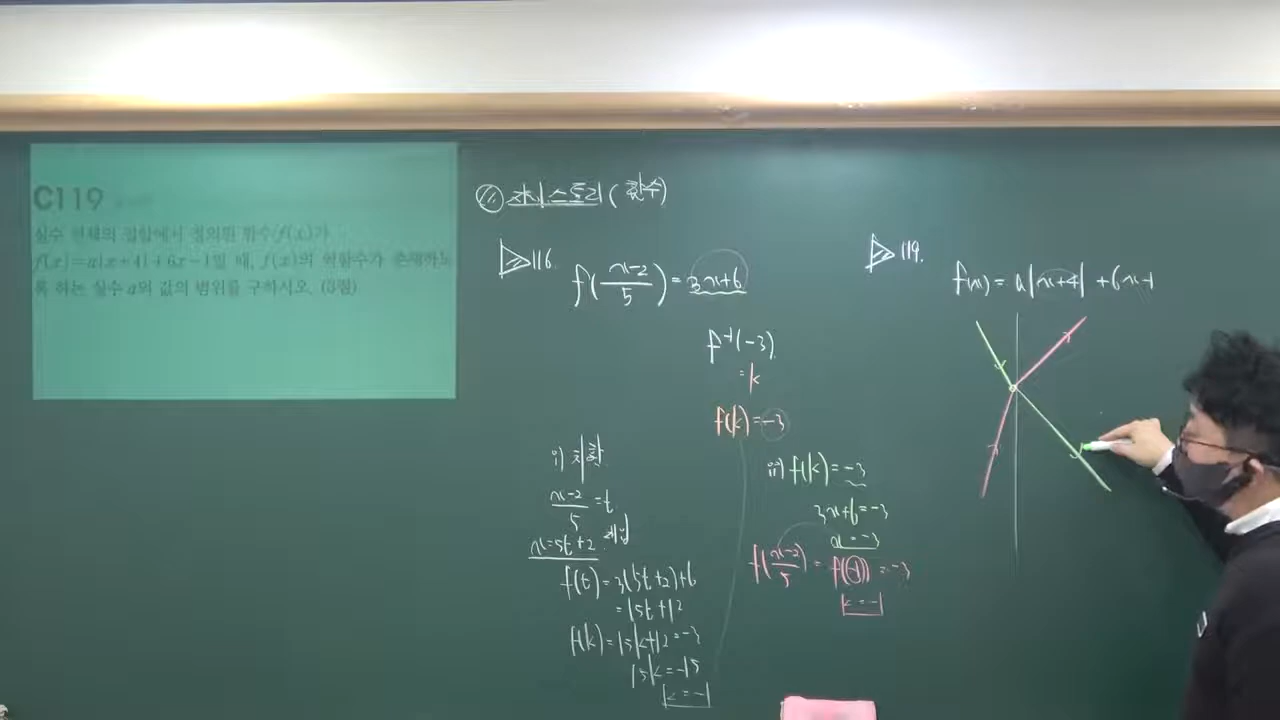 C119
실수 전체의 집합에서 정의된 함수 f(x)가
f(x)=a|x+4|+6x-1일 때, f(x)의 역함수가 존재하도
록 하는 실수 a의 값의 범위를 구하시오. (3점)
자이스토리 (함수)
116.
f(x-2/5) = 3x+6
f⁻¹(-3)
= k
f(k) = -3
i) 치환
x-2/5 = t
x=5t+2 대입
f(t) = 3(5t+2)+6
= 15t+12
f(k) = 15k+12 = -3
15k = -15
k = -1
ii) f(k) = -3
3x+6 = -3
x = -3
f(x-2/5) = f(-1) = -3
k = -1
119.
f(x) = a|x+4| + 6x-1